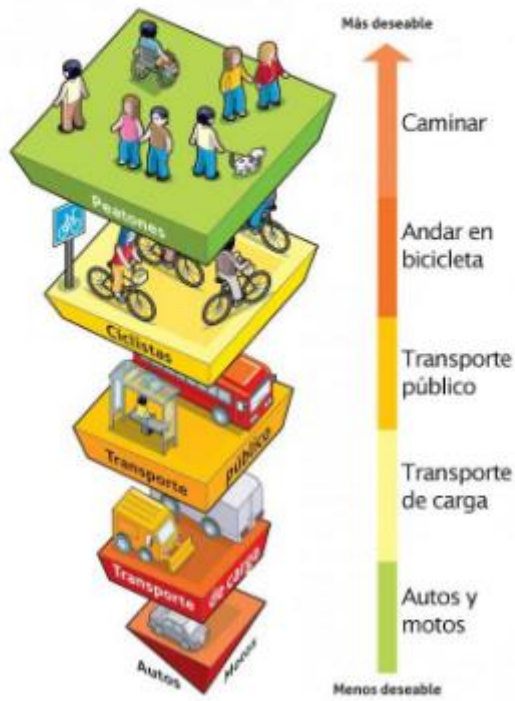 Más deseable
Peatones
Caminar
Ciclistas
Andar en
bicicleta
Transporte
público
Transporte
público
Transporte
de carga
Transporte
de carga
Autos
Motos
Autos y
motos
Menos deseable